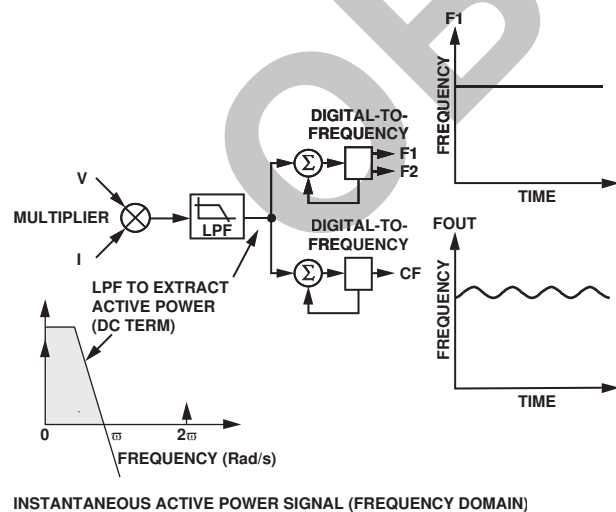 F1
FREQUENCY
TIME
DIGITAL-TO-
FREQUENCY
Σ
F1
F2
V
MULTIPLIER
I
LPF
DIGITAL-TO-
FREQUENCY
Σ
CF
FOUT
FREQUENCY
TIME
LPF TO EXTRACT
ACTIVE POWER
(DC TERM)
0
ϖ
2ϖ
FREQUENCY (Rad/s)
INSTANTANEOUS ACTIVE POWER SIGNAL (FREQUENCY DOMAIN)